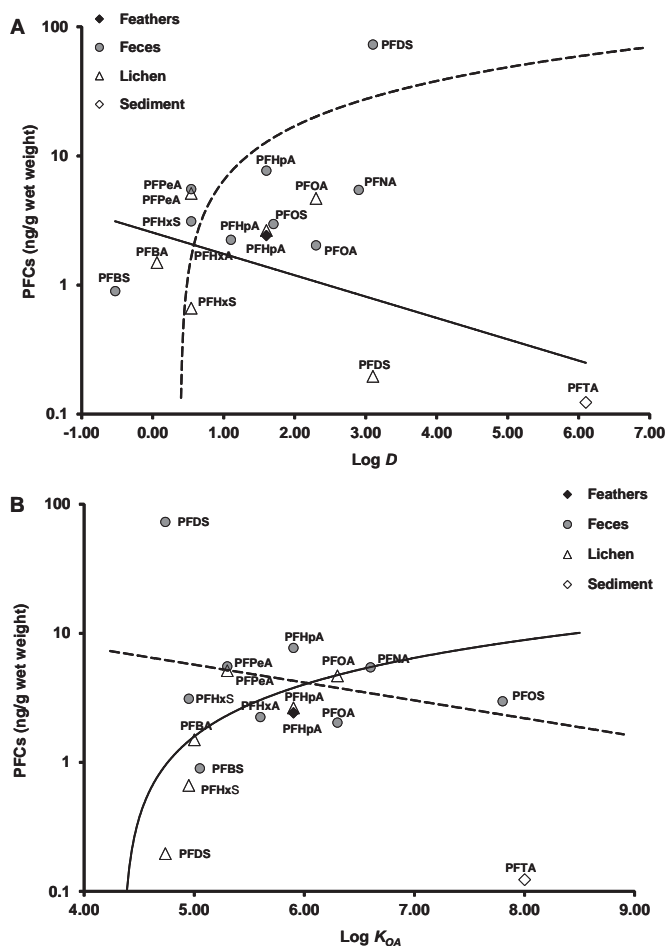 A
Feathers
Feces
Lichen
Sediment
PFCs (ng/g wet weight)
100
10
1
0.1
PFDS
PFHpA
PFPeA
PFPeA
PFOA
PFNA
PFHxS
PFHpA
PFOS
PFHxA
PFHpA
PFOA
PFBA
PFBS
PFHxS
PFDS
PFTA
-1.00 0.00 1.00 2.00 3.00 4.00 5.00 6.00 7.00
Log D
B
Feathers
Feces
Lichen
Sediment
PFCs (ng/g wet weight)
100
10
1
0.1
PFDS
PFHpA
PFPeA
PFOA
PFNA
PFPeA
PFHxS
PFHxA
PFHpA
PFOS
PFBA
PFOA
PFHpA
PFBS
PFHxS
PFDS
PFTA
4.00 5.00 6.00 7.00 8.00 9.00
Log KOA